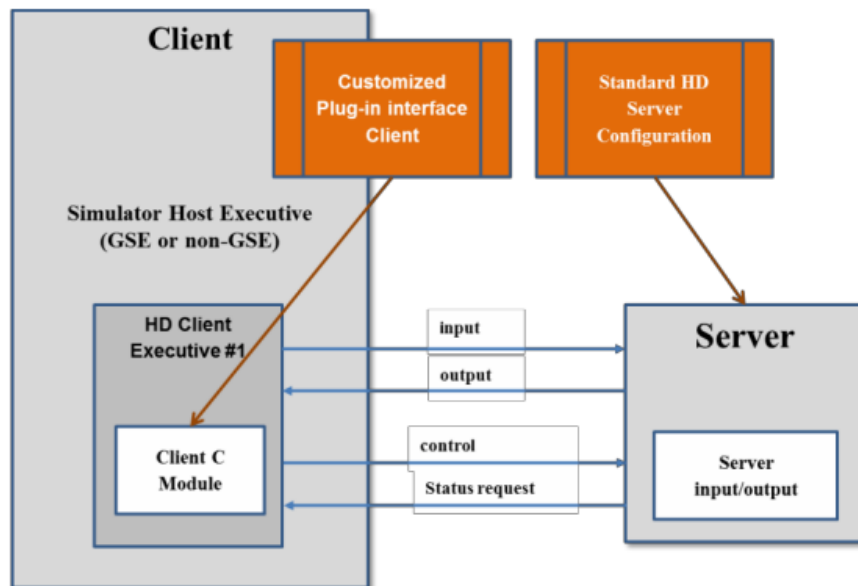 Client
Customized
Plug-in interface
Client
Standard HD
Server
Configuration
Simulator Host Executive
(GSE or non-GSE)
HD Client
Executive #1
input
output
Server
control
Status request
Client C
Module
Server
input/output